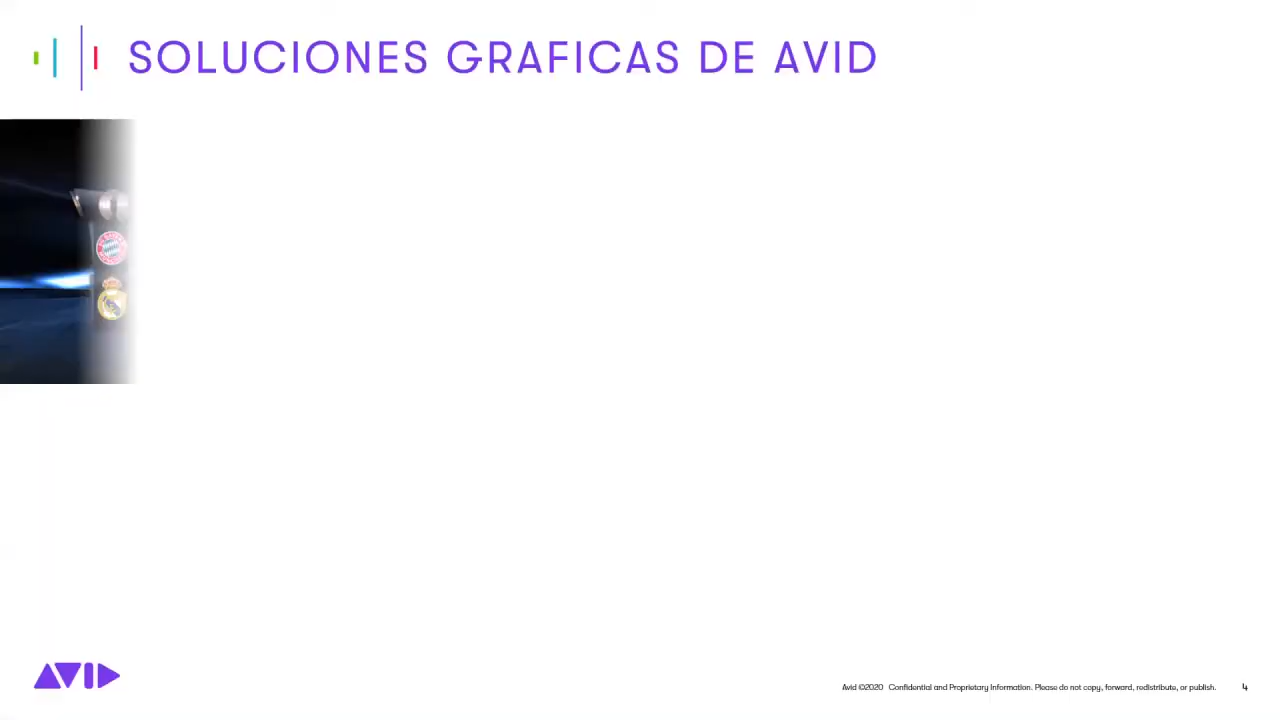 SOLUCIONES GRAFICAS DE AVID
AVID
Avid ©2020 Confidential and Proprietary Information. Please do not copy, forward, redistribute, or publish. 4